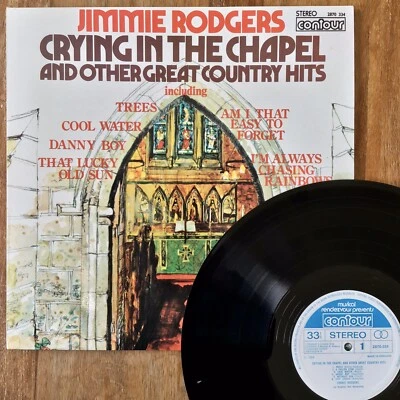 JIMMIE RODGERS
STEREO 2870 334
contour
CRYING IN THE CHAPEL
AND OTHER GREAT COUNTRY HITS
including
TREES
COOL WATER
DANNY BOY
THAT LUCKY
OLD SUN
AM I THAT
EASY TO
FORGET
I'M ALWAYS
CHASING
RAINBOWS
musical
rendezvous presents
contour
33 STEREO
1